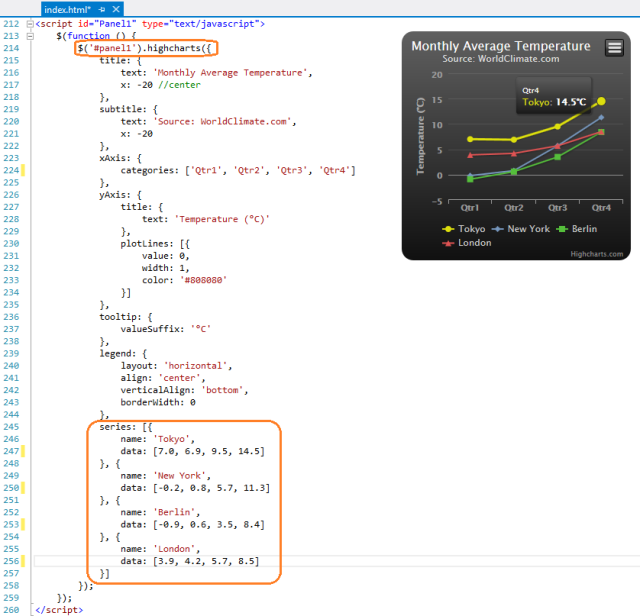 index.html*
212 <script id="Panel1" type="text/javascript">
213 $(function () {
214 $('#panel1').highcharts({
215 title: {
216 text: 'Monthly Average Temperature',
217 x: -20 //center
218 },
219 subtitle: {
220 text: 'Source: WorldClimate.com',
221 x: -20
222 },
223 xAxis: {
224 categories: ['Qtr1', 'Qtr2', 'Qtr3', 'Qtr4']
225 },
226 yAxis: {
227 title: {
228 text: 'Temperature (°C)'
229 },
230 plotLines: [{
231 value: 0,
232 width: 1,
233 color: '#808080'
234 }]
235 },
236 tooltip: {
237 valueSuffix: '°C'
238 },
239 legend: {
240 layout: 'horizontal',
241 align: 'center',
242 verticalAlign: 'bottom',
243 borderWidth: 0
244 },
245 series: [{
246 name: 'Tokyo',
247 data: [7.0, 6.9, 9.5, 14.5]
248 }, {
249 name: 'New York',
250 data: [-0.2, 0.8, 5.7, 11.3]
251 }, {
252 name: 'Berlin',
253 data: [-0.9, 0.6, 3.5, 8.4]
254 }, {
255 name: 'London',
256 data: [3.9, 4.2, 5.7, 8.5]
257 }]
258 });
259 });
260 </script>
Monthly Average Temperature
Source: WorldClimate.com
Temperature (°C)
20
15
10
5
0
-5
Qtr4
Tokyo: 14.5°C
Qtr1 Qtr2 Qtr3 Qtr4
Tokyo New York Berlin
London
Highcharts.com